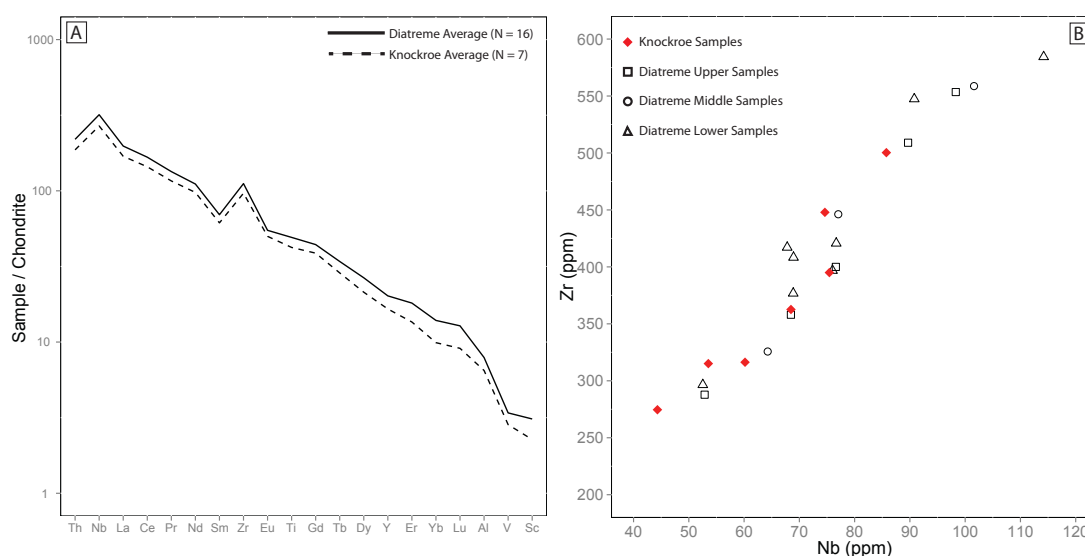 A
1000
100
10
1
Sample / Chondrite
Diatreme Average (N = 16)
Knockroe Average (N = 7)
Th Nb La Ce Pr Nd Sm Zr Eu Ti Gd Tb Dy Y Er Yb Lu Al V Sc
B
600
550
500
450
400
350
300
250
200
Zr (ppm)
Knockroe Samples
Diatreme Upper Samples
Diatreme Middle Samples
Diatreme Lower Samples
40 50 60 70 80 90 100 110 120
Nb (ppm)